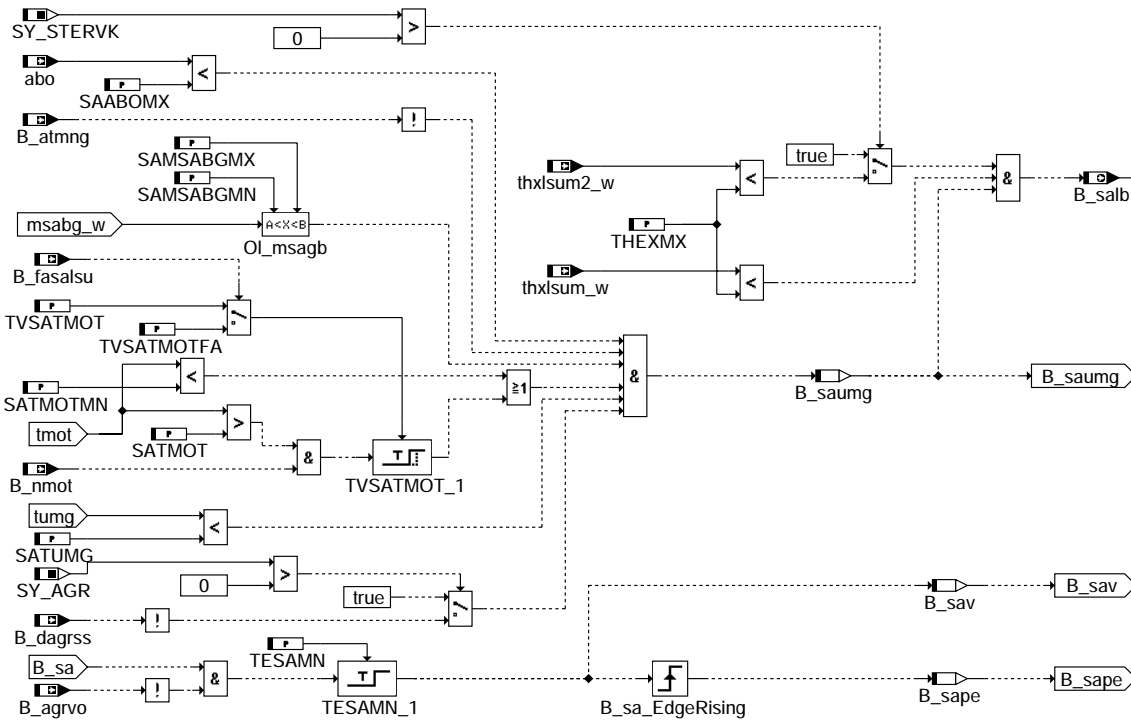 SY_STERVK
0
>
abo
SAABOMX
<
B_atmng
!
SAMSABGMX
SAMSABGMN
msabg_w
A<X<B
OI_msagb
B_fasalsu
P
TVSATMOT
P
TVSATMOTFA
P
SATMOTMN
<
tmot
P
SATMOT
>
B_nmot
&
T
TVSATMOT_1
≥1
tumg
P
SATUMG
<
SY_AGR
0
>
true
B_dagrss
!
B_sa
B_agrvo
!
&
P
TESAMN
T
TESAMN_1
B_sa_EdgeRising
true
thxlsum2_w
<
P
THEXMX
thxlsum_w
<
&
B_salb
&
B_saumg
B_saumg
B_sav
B_sav
B_sape
B_sape